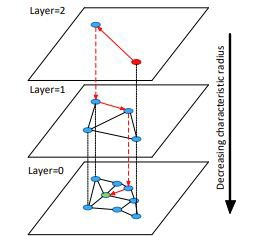 Layer=2
Layer=1
Layer=0
Decreasing characteristic radius